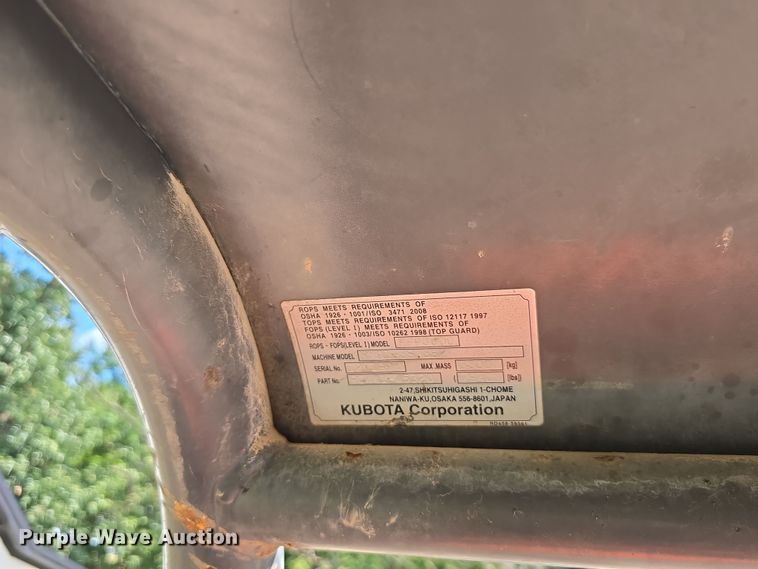 ROPS MEETS REQUIREMENTS OF
OSHA 1926 - 1001/ISO 3471 2008
TOPS MEETS REQUIREMENTS OF ISO 12117 1997
FOPS (LEVEL I) MEETS REQUIREMENTS OF
OSHA 1926 - 1003/ISO 10262 1998 (TOP GUARD)
ROPS - FOPS(LEVEL I) MODEL
MACHINE MODEL
SERIAL No. MAX MASS [kg]
PART No. ( [lbs])
2-47, SHIKITSUHIGASHI 1-CHOME
NANIWA-KU, OSAKA 556-8601, JAPAN
KUBOTA Corporation
Purple Wave Auction®